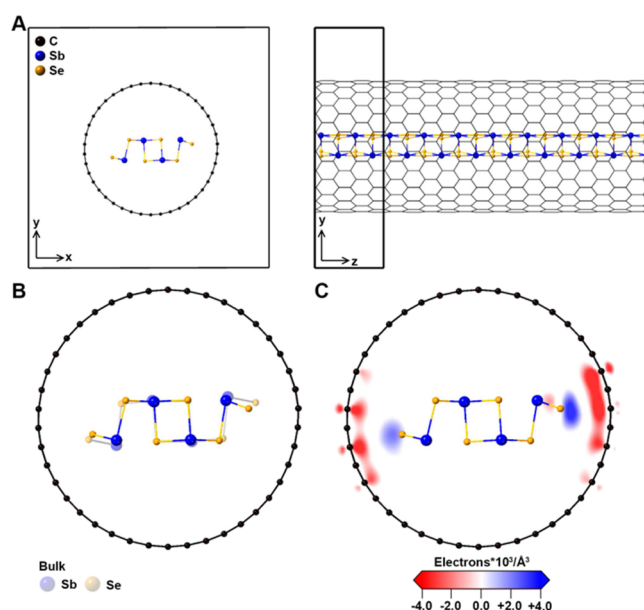 A
C
Sb
Se
y
x
y
z
B
C
Bulk
Sb Se
Electrons*10³/Å³
-4.0 -2.0 0.0 +2.0 +4.0